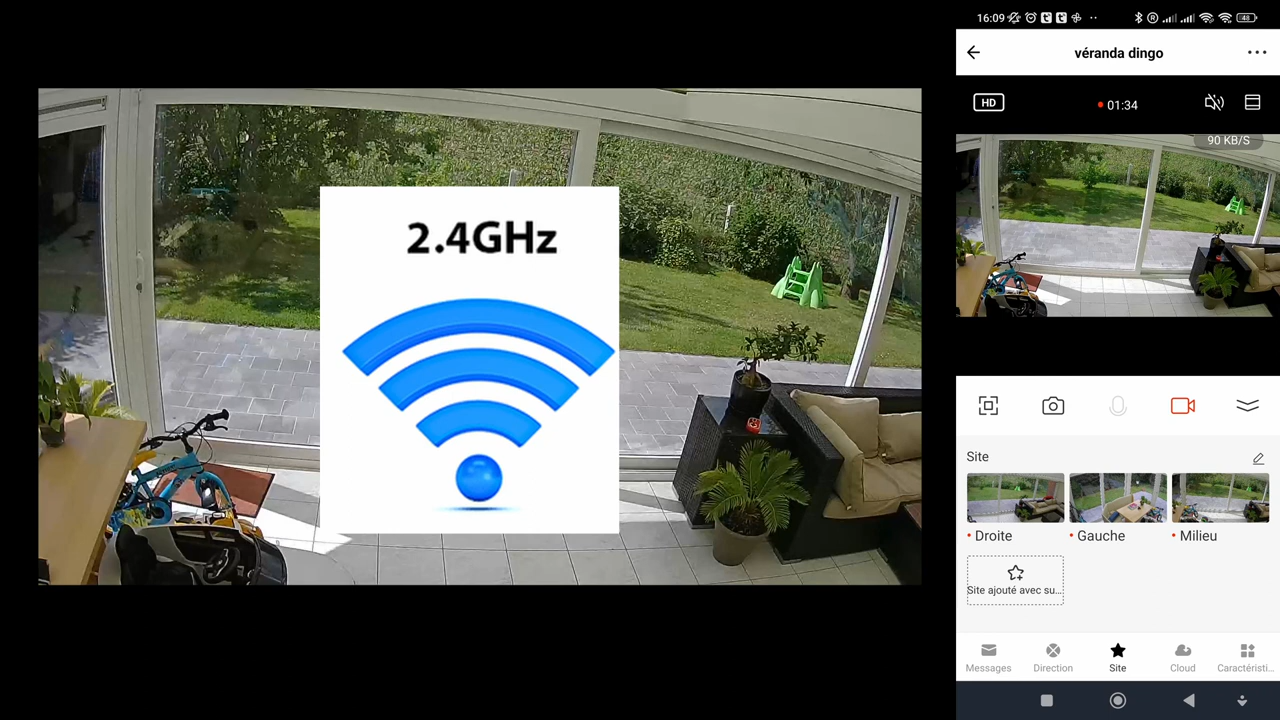 2.4GHz
16:09
48
véranda dingo
HD
01:34
90 KB/S
Site
Droite
Gauche
Milieu
Site ajouté avec su...
Messages
Direction
Site
Cloud
Caractéristi...